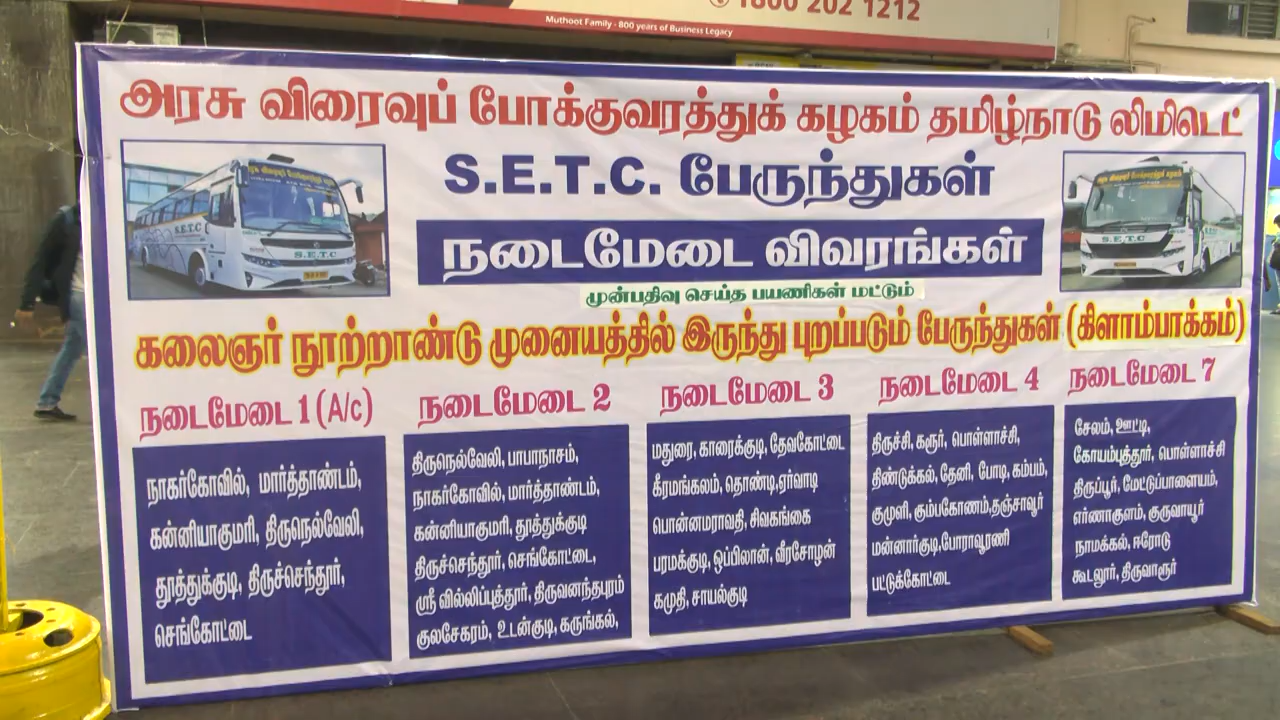 1800 202 1212
Muthoot Family - 800 years of Business Legacy
அரசு விரைவுப் போக்குவரத்துக் கழகம் தமிழ்நாடு லிமிடெட்
S.E.T.C. பேருந்துகள்
நடைமேடை விவரங்கள்
முன்பதிவு செய்த பயணிகள் மட்டும்
கலைஞர் நூற்றாண்டு முனையத்தில் இருந்து புறப்படும் பேருந்துகள் (கிளாம்பாக்கம்)
நடைமேடை 1 (A/c)
நாகர்கோவில், மார்த்தாண்டம்,
கன்னியாகுமரி, திருநெல்வேலி,
தூத்துக்குடி, திருச்செந்தூர்,
செங்கோட்டை
நடைமேடை 2
திருநெல்வேலி, பாபநாசம்,
நாகர்கோவில், மார்த்தாண்டம்,
கன்னியாகுமரி, தூத்துக்குடி
திருச்செந்தூர், செங்கோட்டை,
ஸ்ரீ வில்லிப்புத்தூர், திருவனந்தபுரம்
குலசேகரம், உடன்குடி, கருங்கல்,
நடைமேடை 3
மதுரை, காரைக்குடி, தேவகோட்டை
கீரமங்கலம், தொண்டி,ஏர்வாடி
பொன்னமராவதி, சிவகங்கை
பரமக்குடி, ஒப்பிலான், வீரசோழன்
கமுதி, சாயல்குடி
நடைமேடை 4
திருச்சி, கரூர், பொள்ளாச்சி,
திண்டுக்கல், தேனி, போடி, கம்பம்,
குமுளி, கும்பகோணம்,தஞ்சாவூர்
மன்னார்குடி,போராவூரணி
பட்டுக்கோட்டை
நடைமேடை 7
சேலம், ஊட்டி,
கோயம்புத்தூர், பொள்ளாச்சி
திருப்பூர், மேட்டுப்பாளையம்,
எர்ணாகுளம், குருவாயூர்
நாமக்கல், ஈரோடு
கூடலூர், திருவாரூர்
S.E.T.C
S.E.T.C
S.E.T.C